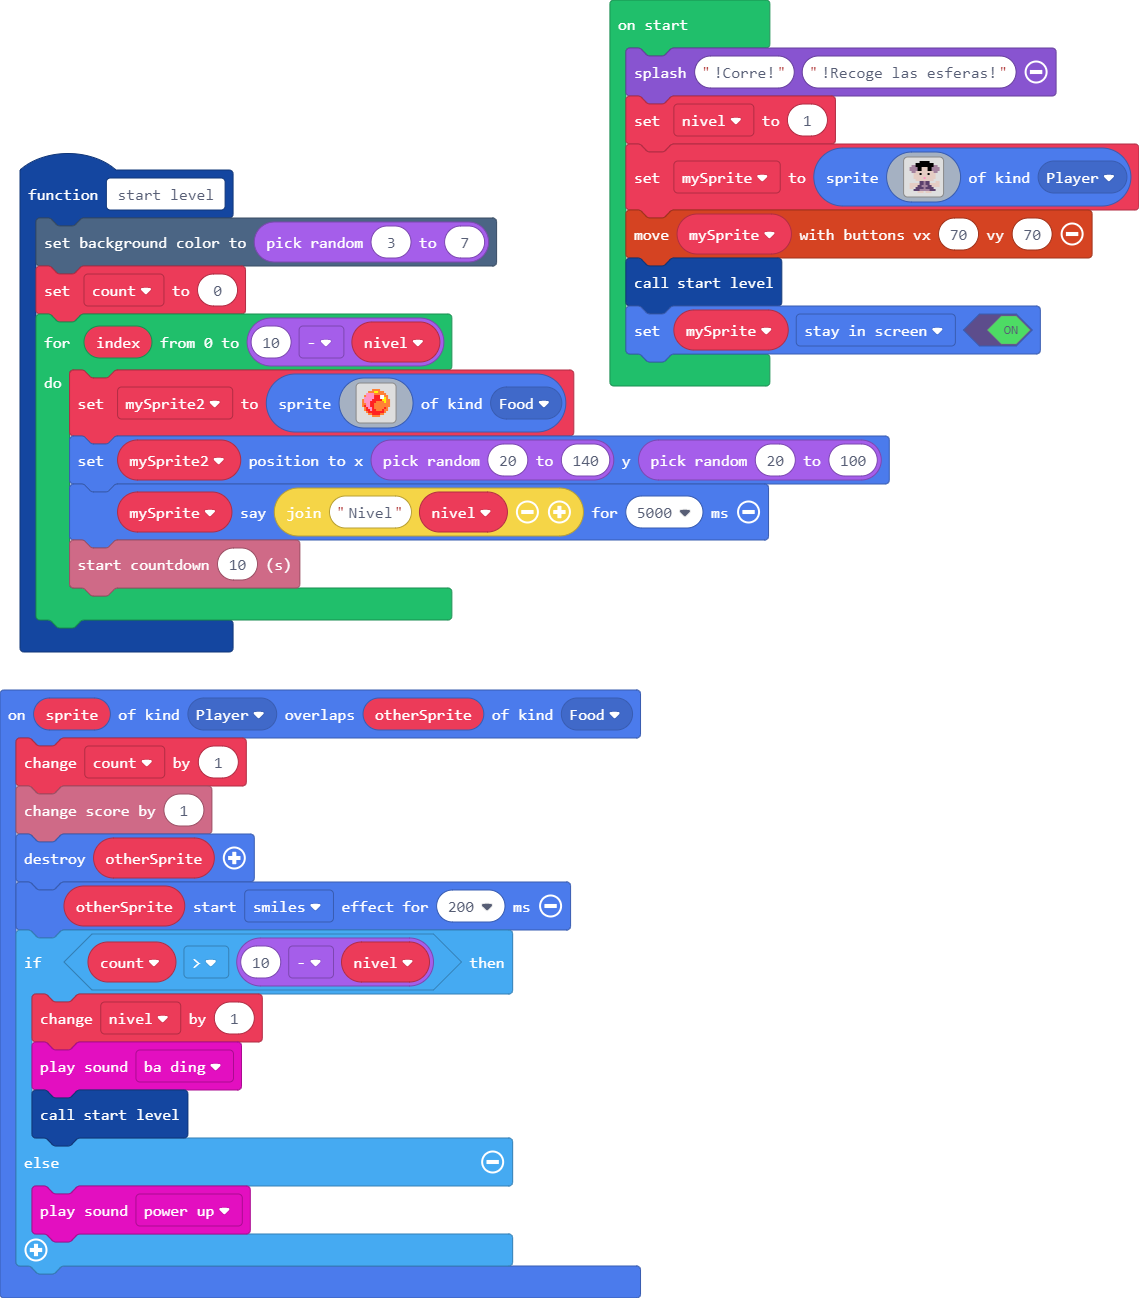 on start
splash "!Corre!" "!Recoge las esferas!"
set nivel to 1
set mySprite to sprite of kind Player
move mySprite with buttons vx 70 vy 70
call start level
set mySprite stay in screen ON
function start level
set background color to pick random 3 to 7
set count to 0
for index from 0 to 10 - nivel
do
set mySprite2 to sprite of kind Food
set mySprite2 position to x pick random 20 to 140 y pick random 20 to 100
mySprite say join "Nivel" nivel for 5000 ms
start countdown 10 (s)
on sprite of kind Player overlaps otherSprite of kind Food
change count by 1
change score by 1
destroy otherSprite
otherSprite start smiles effect for 200 ms
if count > 10 - nivel then
change nivel by 1
play sound ba ding
call start level
else
play sound power up